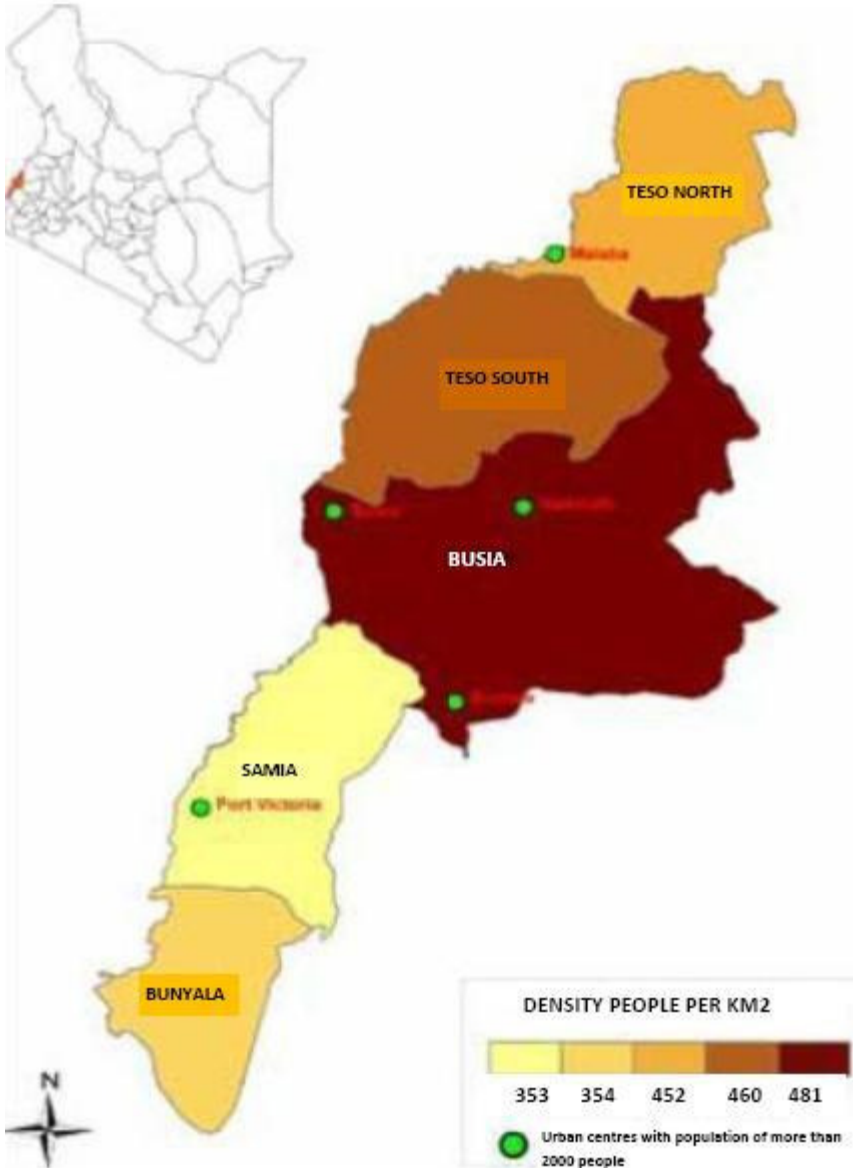 TESO NORTH
Malaba
TESO SOUTH
BUSIA
SAMIA
Port Victoria
BUNYALA
N
DENSITY PEOPLE PER KM2
353 354 452 460 481
Urban centres with population of more than
2000 people